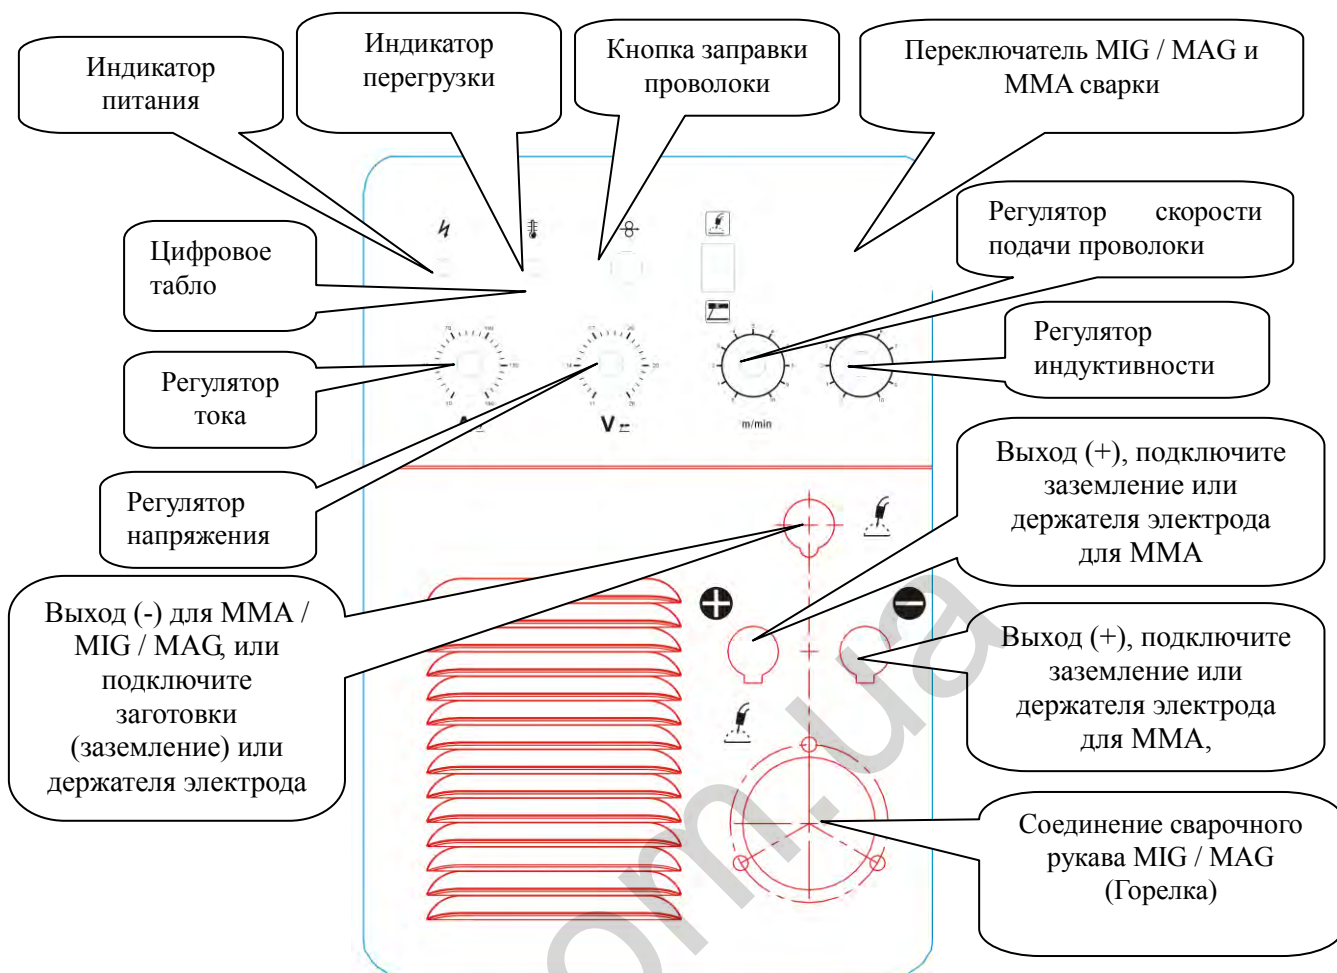 Индикатор
питания
Индикатор
перегрузки
Кнопка заправки
проволоки
Переключатель MIG / MAG и
MMA сварки
Цифровое
табло
Регулятор скорости
подачи проволоки
Регулятор
тока
Регулятор
индуктивности
V
m/min
Регулятор
напряжения
Выход (+), подключите
заземление или
держателя электрода
для MMA
Выход (-) для MMA /
MIG / MAG, или
подключите
заготовки
(заземление) или
держателя электрода
Выход (+), подключите
заземление или
держателя электрода
для MMA,
Соединение сварочного
рукава MIG / MAG
(Горелка)
om.ua